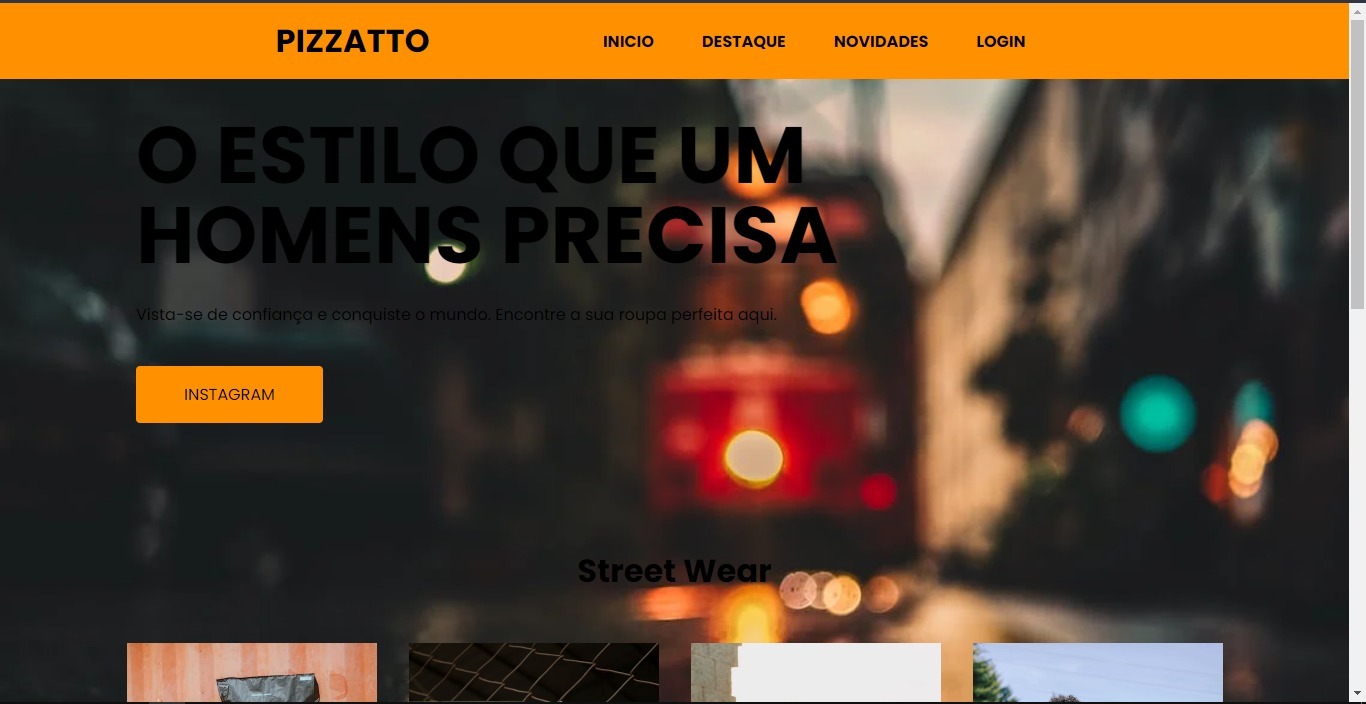 PIZZATTO
INICIO DESTAQUE NOVIDADES LOGIN
O ESTILO QUE UM
HOMENS PRECISA
Vista-se de confiança e conquiste o mundo. Encontre a sua roupa perfeita aqui.
INSTAGRAM
Street Wear